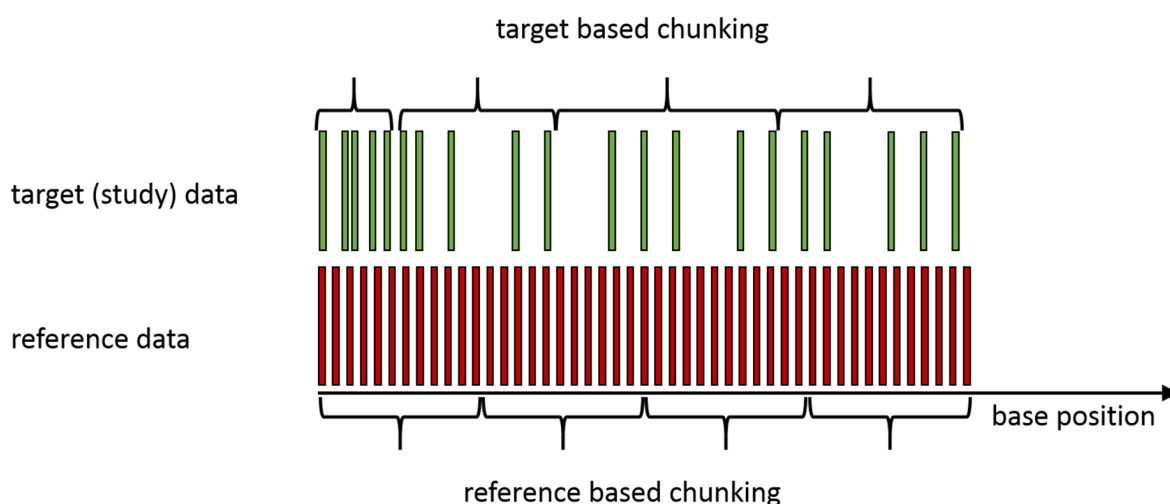 target based chunking
target (study) data
reference data
base position
reference based chunking